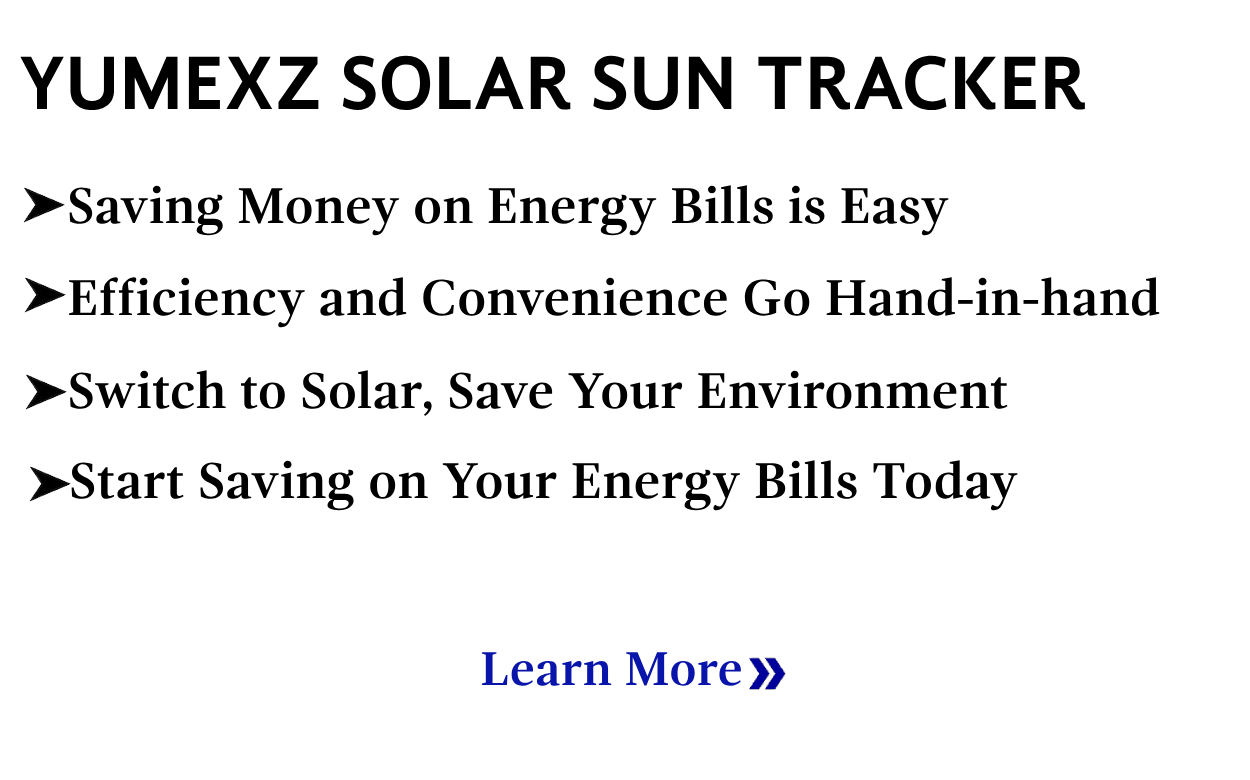 YUMEXZ SOLAR SUN TRACKER
➤Saving Money on Energy Bills is Easy
➤Efficiency and Convenience Go Hand-in-hand
➤Switch to Solar, Save Your Environment
➤Start Saving on Your Energy Bills Today
Learn More»